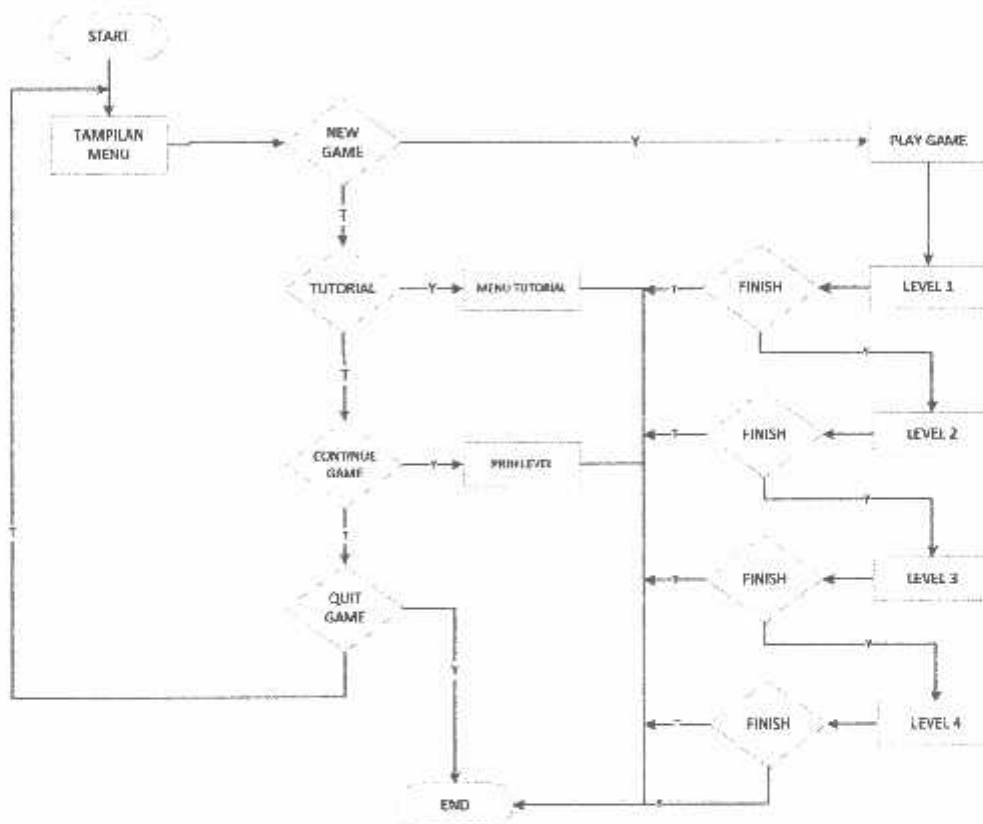 START
TAMPILAN
MENU
NEW
GAME
Y
PLAY GAME
T
TUTORIAL
Y
MENU TUTORIAL
T
FINISH
LEVEL 1
Y
T
CONTINUE
GAME
Y
LEVEL
T
FINISH
LEVEL 2
Y
T
T
QUIT
GAME
T
FINISH
LEVEL 3
Y
Y
FINISH
LEVEL 4
END